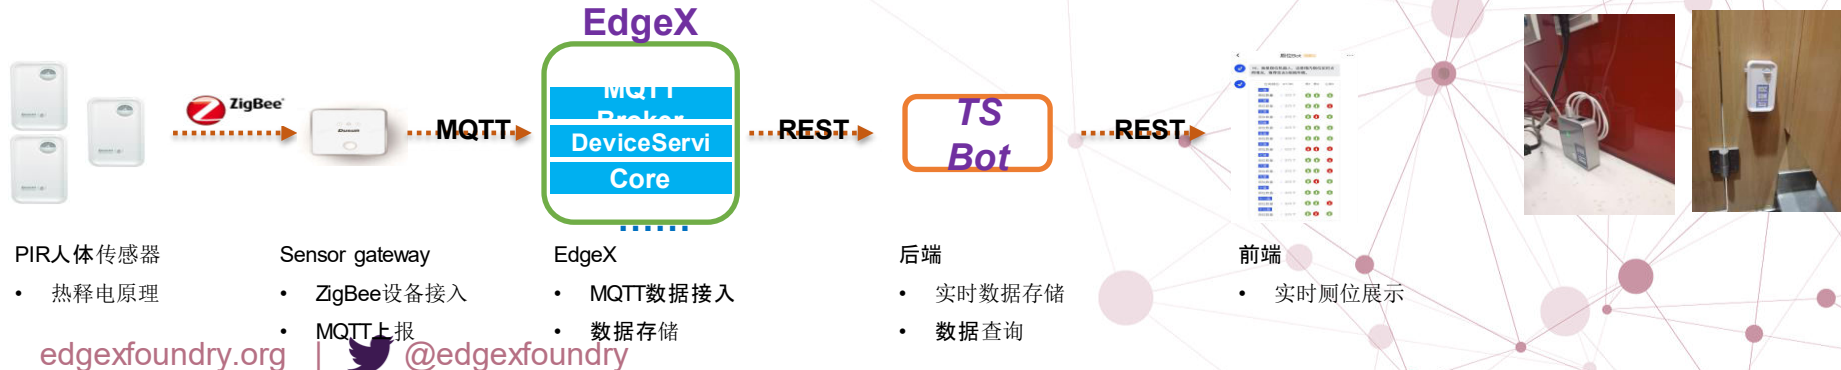 EdgeX
ZigBee
MQTT
MQTT
Broker
DeviceServi
Core
REST
TS
Bot
REST
PIR人体传感器
• 热释电原理
Sensor gateway
• ZigBee设备接入
• MQTT上报
EdgeX
• MQTT数据接入
• 数据存储
后端
• 实时数据存储
• 数据查询
前端
• 实时厕位展示
edgexfoundry.org | @edgexfoundry